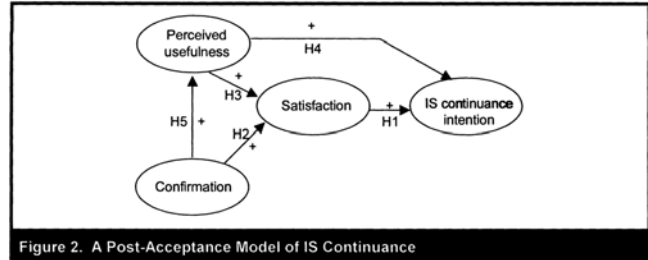 Perceived
usefulness
+
H4
+
H3
Satisfaction
+
H1
IS continuance
intention
H5
+
H2
+
Confirmation
Figure 2. A Post-Acceptance Model of IS Continuance